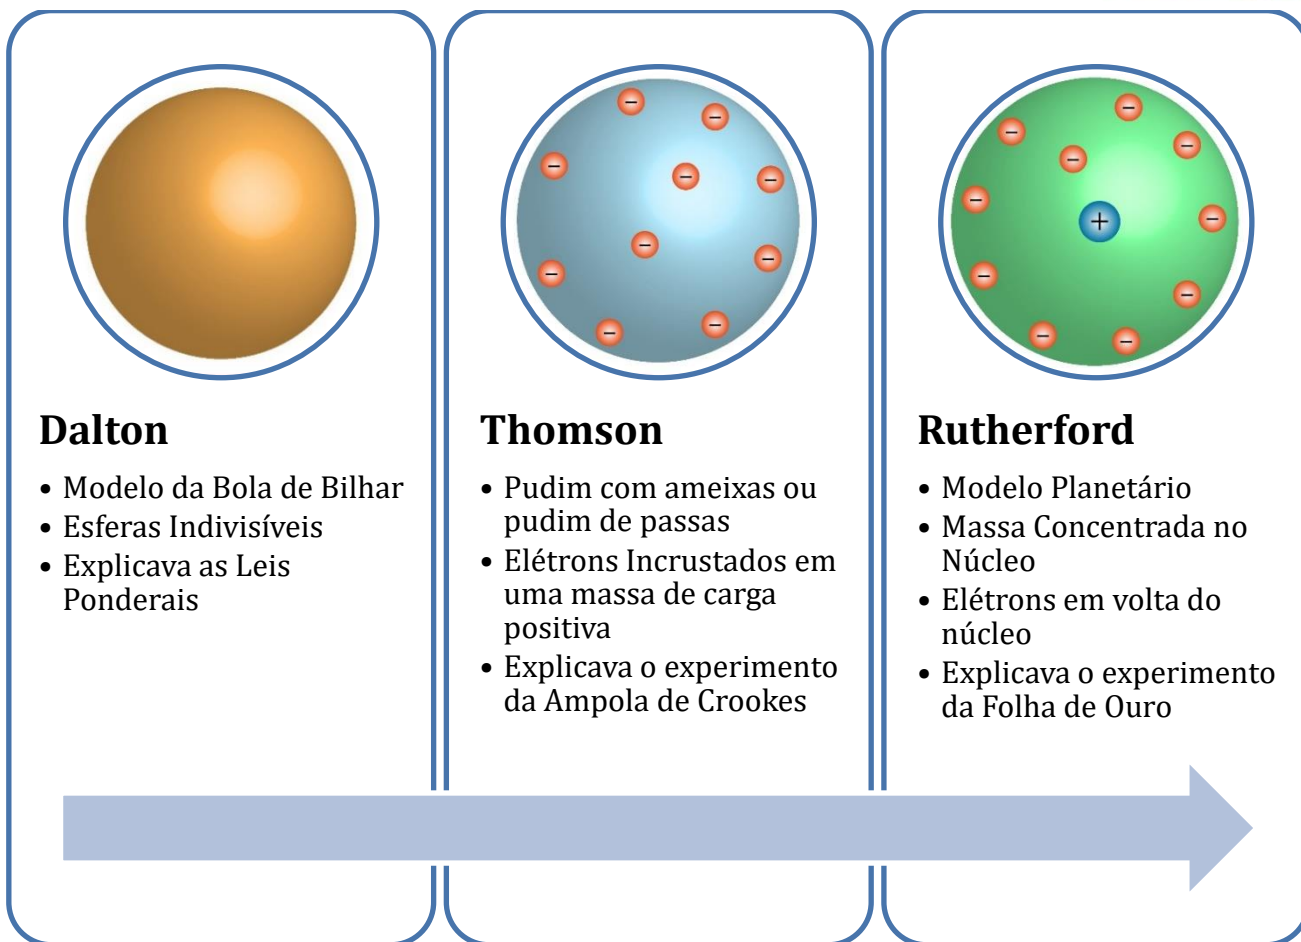 Dalton
• Modelo da Bola de Bilhar
• Esferas Indivisíveis
• Explicava as Leis
Ponderais
Thomson
• Pudim com ameixas ou
pudim de passas
• Elétrons Incrustados em
uma massa de carga
positiva
• Explicava o experimento
da Ampola de Crookes
Rutherford
• Modelo Planetário
• Massa Concentrada no
Núcleo
• Elétrons em volta do
núcleo
• Explicava o experimento
da Folha de Ouro